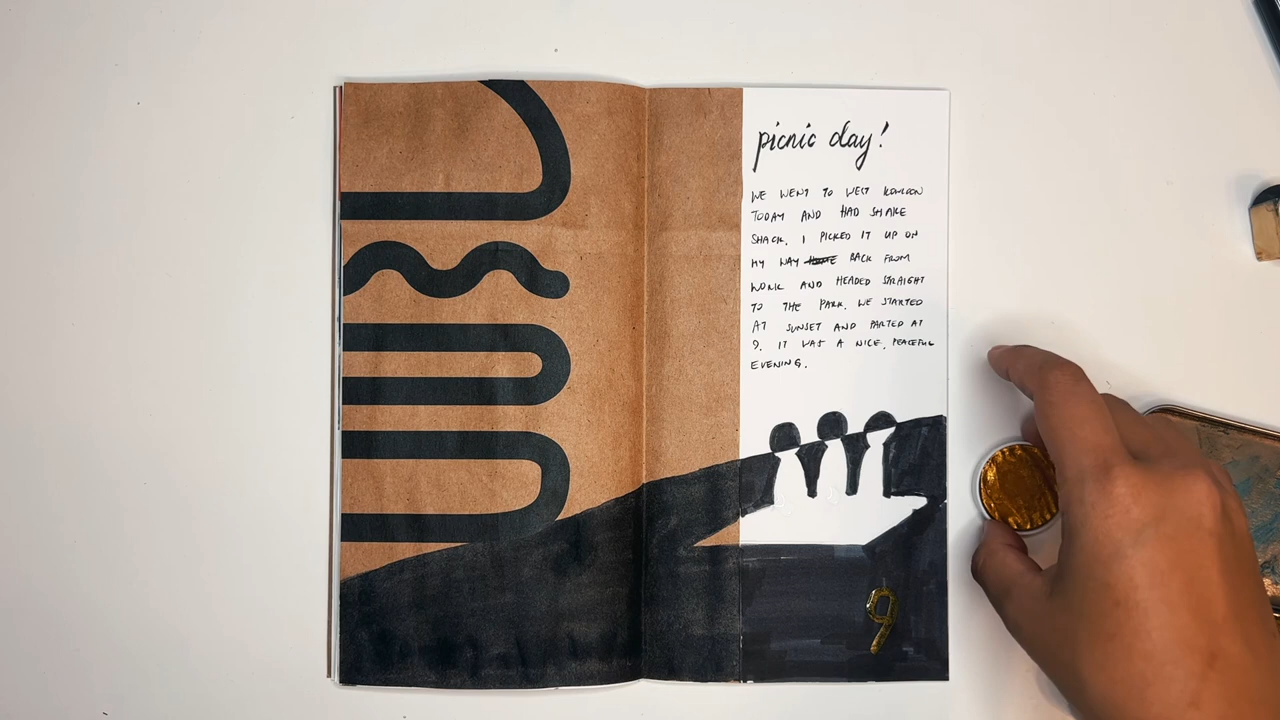 picnic day!
WE WENT TO WEST LONDON
TODAY AND HAD SHAKE
SHACK. I PICKED IT UP ON
MY WAY HOME BACK FROM
WORK AND HEADED STRAIGHT
TO THE PARK. WE STARTED
AT SUNSET AND PARTED AT
9. IT WAS A NICE, PEACEFUL
EVENING.
9